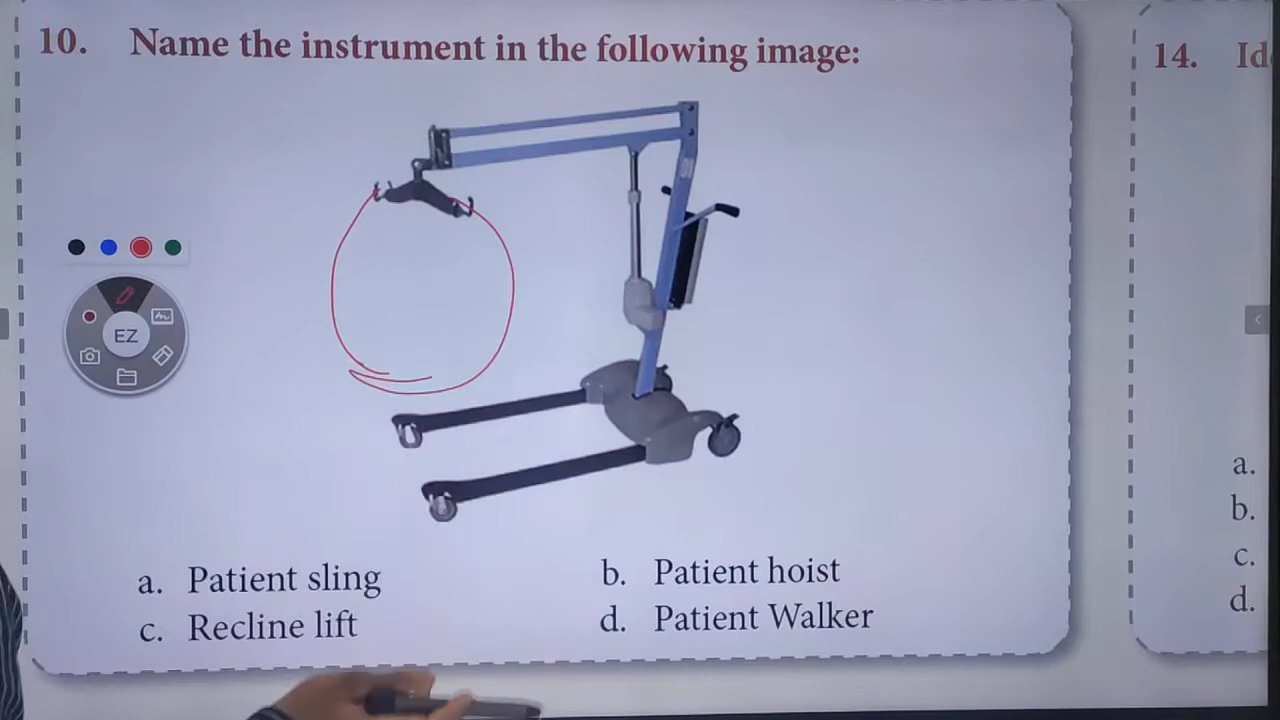 10. Name the instrument in the following image:
14. Id
EZ
a. Patient sling
b. Patient hoist
c. Recline lift
d. Patient Walker
a.
b.
c.
d.